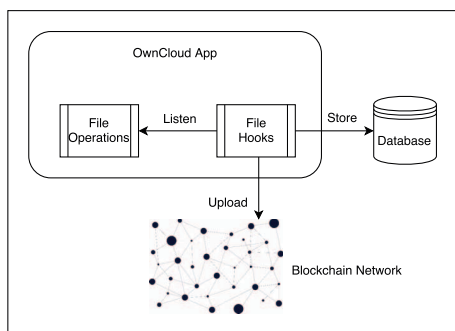 OwnCloud App
File
Operations
Listen
File
Hooks
Store
Database
Upload
Blockchain Network